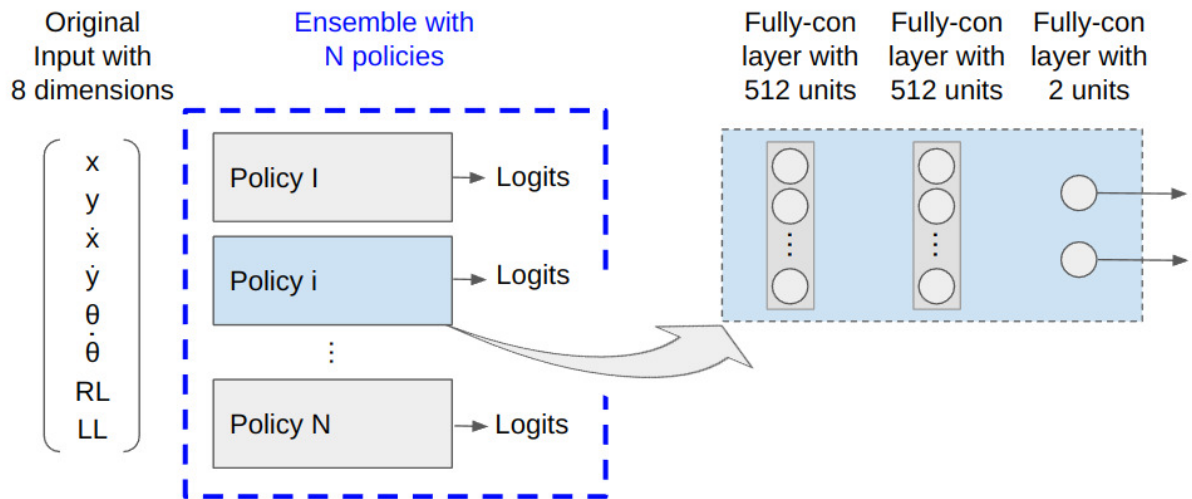 Original
Input with
8 dimensions
Ensemble with
N policies
Fully-con
layer with
512 units
Fully-con
layer with
512 units
Fully-con
layer with
2 units
x
y
ẋ
ẏ
θ
θ̇
RL
LL
Policy I
Logits
Policy i
Logits
⋮
Policy N
Logits
⋮
⋮